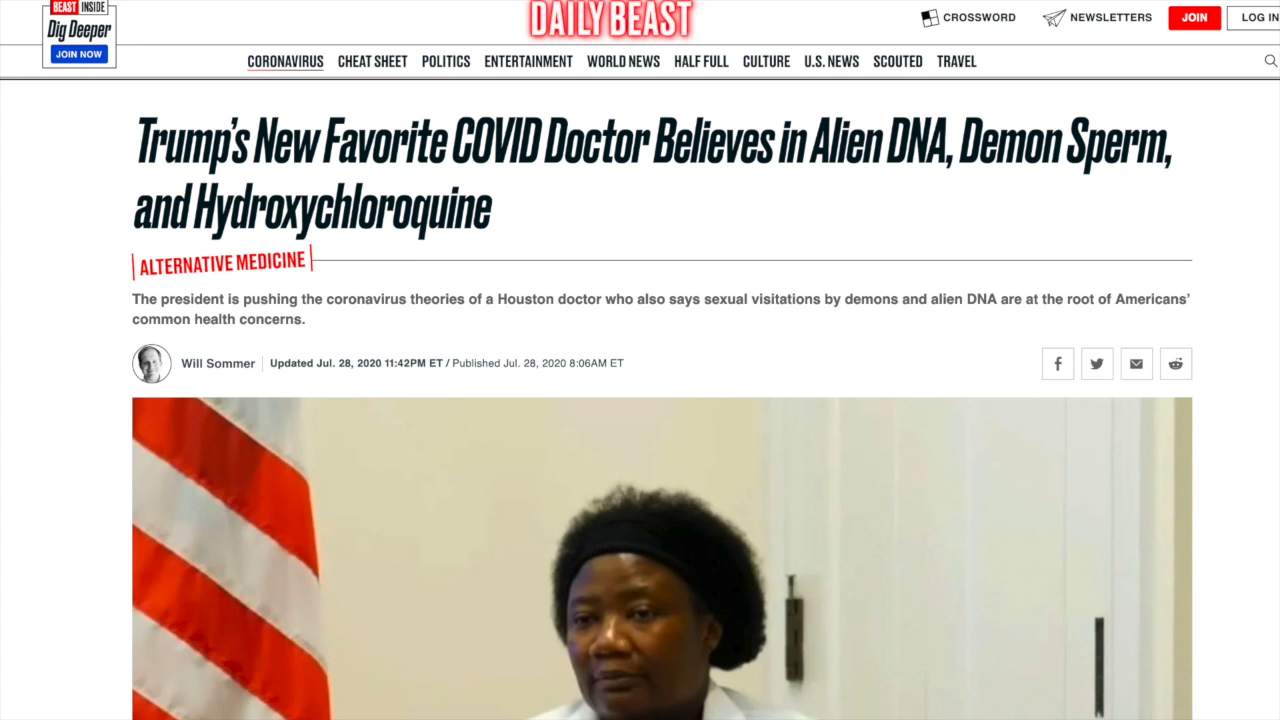 BEAST INSIDE
Dig Deeper
JOIN NOW
DAILY BEAST
CROSSWORD
NEWSLETTERS
JOIN
LOG IN
CORONAVIRUS CHEAT SHEET POLITICS ENTERTAINMENT WORLD NEWS HALF FULL CULTURE U.S. NEWS SCOUTED TRAVEL
Trump's New Favorite COVID Doctor Believes in Alien DNA, Demon Sperm,
and Hydroxychloroquine
ALTERNATIVE MEDICINE
The president is pushing the coronavirus theories of a Houston doctor who also says sexual visitations by demons and alien DNA are at the root of Americans'
common health concerns.
Will Sommer Updated Jul. 28, 2020 11:42PM ET / Published Jul. 28, 2020 8:06AM ET